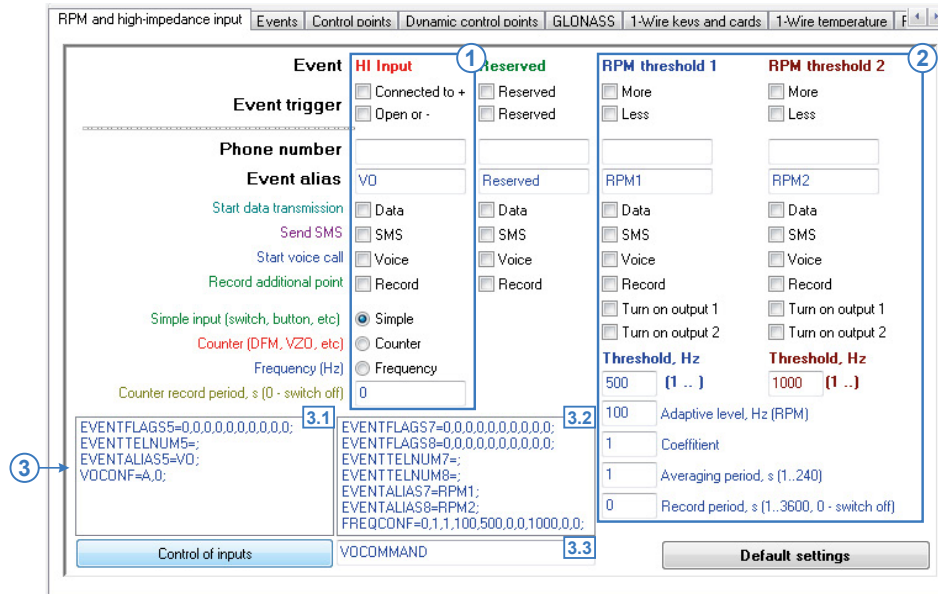 RPM and high-impedance input Events Control points Dynamic control points GLONASS 1-Wire keys and cards 1-Wire temperature
Event HI Input 1 Reserved RPM threshold 1 RPM threshold 2 2
Event trigger
Connected to + Reserved More More
Open or - Reserved Less Less
Phone number
Event alias VO Reserved RPM1 RPM2
Start data transmission Data Data Data Data
Send SMS SMS SMS SMS SMS
Start voice call Voice Voice Voice Voice
Record additional point Record Record Record Record
Turn on output 1 Turn on output 1
Simple input (switch, button, etc) Simple
Turn on output 2 Turn on output 2
Counter (DFM, VZO, etc) Counter
Threshold, Hz Threshold, Hz
Frequency (Hz) Frequency
500 (1 .. ) 1000 (1 ..)
Counter record period, s (0 - switch off) 0
100 Adaptive level, Hz (RPM)
1 Coeffitient
1 Averaging period, s (1..240)
0 Record period, s (1..3600, 0 - switch off)
3
3.1
EVENTFLAGS5=0,0,0,0,0,0,0,0,0,0;
EVENTTELNUM5=;
EVENTALIAS5=VO;
VOCONF=A,0;
3.2
EVENTFLAGS7=0,0,0,0,0,0,0,0,0,0;
EVENTFLAGS8=0,0,0,0,0,0,0,0,0,0;
EVENTTELNUM7=;
EVENTTELNUM8=;
EVENTALIAS7=RPM1;
EVENTALIAS8=RPM2;
FREQCONF=0,1,1,100,500,0,0,1000,0,0;
Control of inputs VOCOMMAND 3.3 Default settings